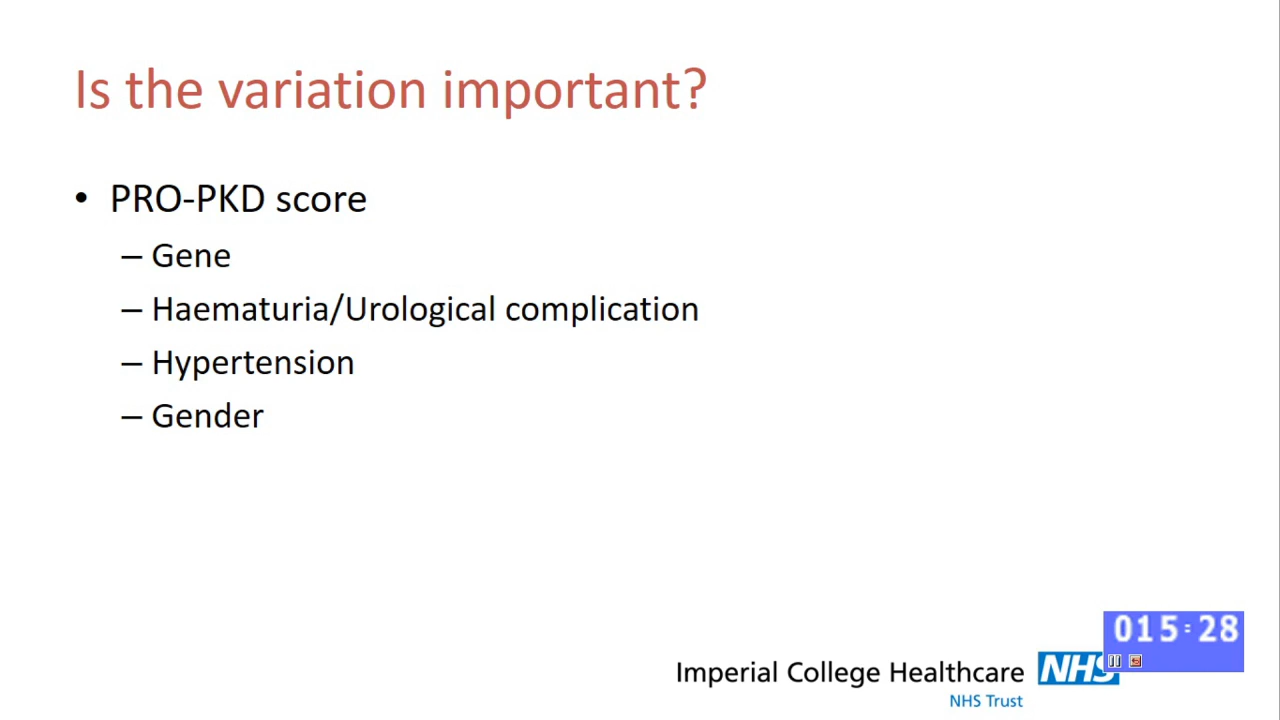 Is the variation important?
• PRO-PKD score
– Gene
– Haematuria/Urological complication
– Hypertension
– Gender
015:28
Imperial College Healthcare NHS
NHS Trust